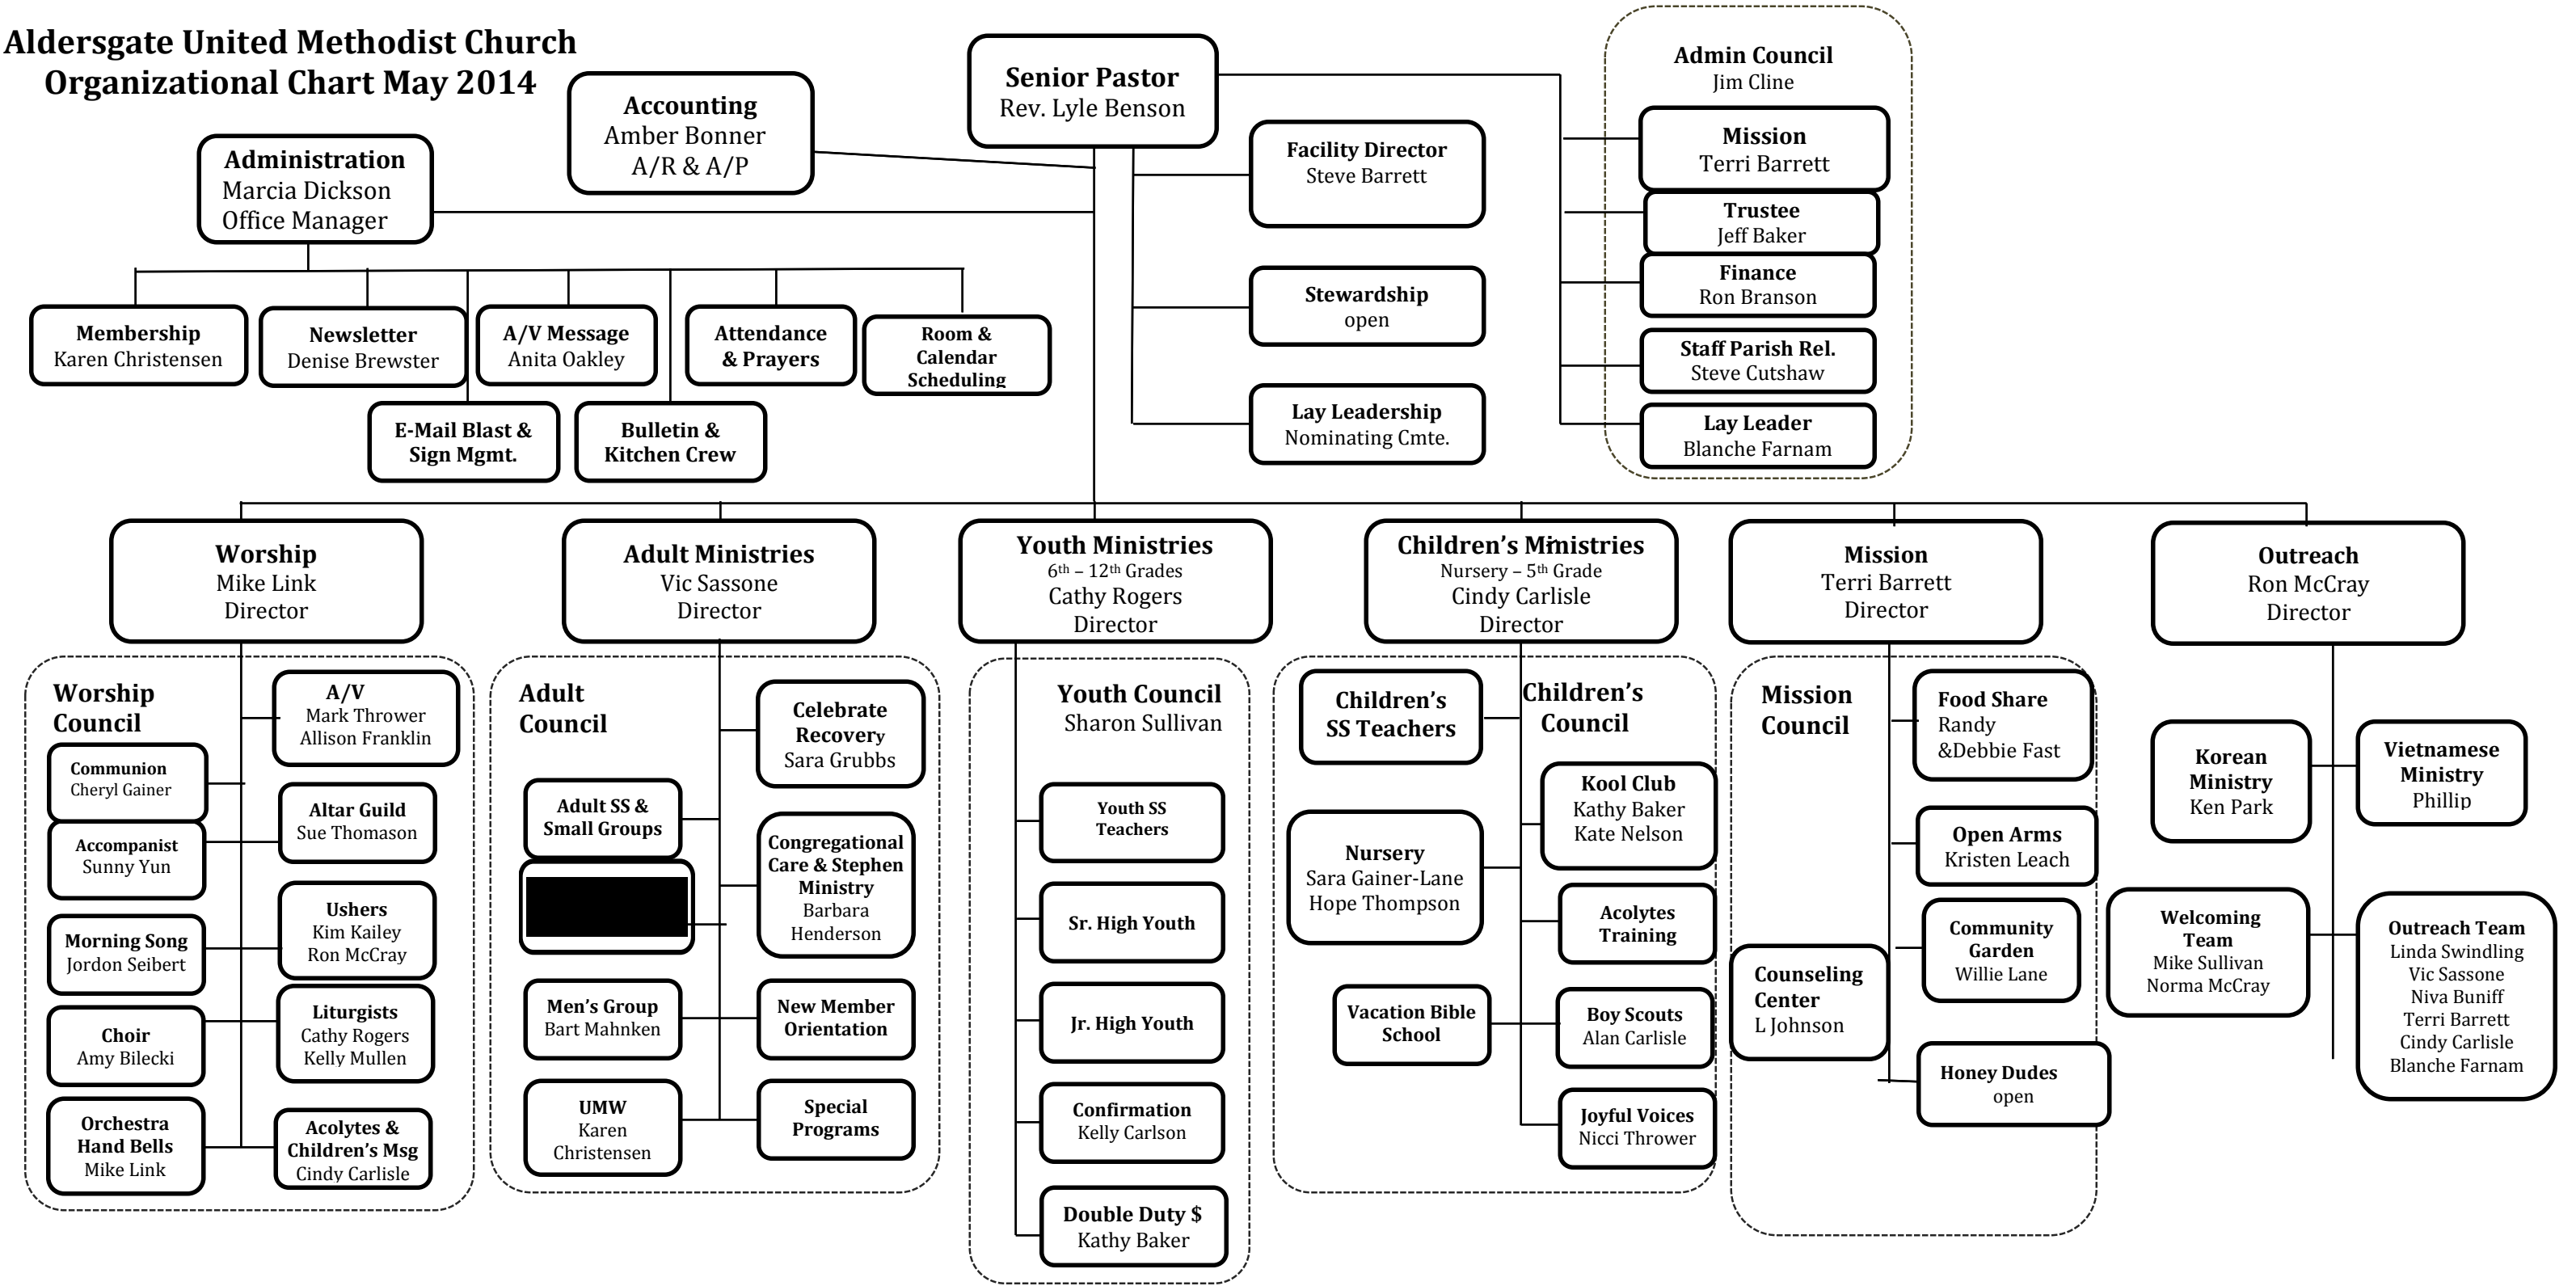 Aldersgate United Methodist Church
Organizational Chart May 2014
Senior Pastor
Rev. Lyle Benson
Accounting
Amber Bonner
A/R & A/P
Administration
Marcia Dickson
Office Manager
Facility Director
Steve Barrett
Stewardship
open
Lay Leadership
Nominating Cmte.
Admin Council
Jim Cline
Mission
Terri Barrett
Trustee
Jeff Baker
Finance
Ron Branson
Staff Parish Rel.
Steve Cutshaw
Lay Leader
Blanche Farnam
Membership
Karen Christensen
Newsletter
Denise Brewster
A/V Message
Anita Oakley
Attendance
& Prayers
Room &
Calendar
Scheduling
E-Mail Blast &
Sign Mgmt.
Bulletin &
Kitchen Crew
Worship
Mike Link
Director
Adult Ministries
Vic Sassone
Director
Youth Ministries
6th – 12th Grades
Cathy Rogers
Director
Children's Ministries
Nursery – 5th Grade
Cindy Carlisle
Director
Mission
Terri Barrett
Director
Outreach
Ron McCray
Director
Worship
Council
A/V
Mark Thrower
Allison Franklin
Communion
Cheryl Gainer
Altar Guild
Sue Thomason
Accompanist
Sunny Yun
Ushers
Kim Kailey
Ron McCray
Morning Song
Jordon Seibert
Liturgists
Cathy Rogers
Kelly Mullen
Choir
Amy Bilecki
Orchestra
Hand Bells
Mike Link
Acolytes &
Children's Msg
Cindy Carlisle
Adult
Council
Celebrate
Recovery
Sara Grubbs
Adult SS &
Small Groups
Congregational
Care & Stephen
Ministry
Barbara
Henderson
Men's Group
Bart Mahnken
New Member
Orientation
UMW
Karen
Christensen
Special
Programs
Youth Council
Sharon Sullivan
Youth SS
Teachers
Sr. High Youth
Jr. High Youth
Confirmation
Kelly Carlson
Double Duty $
Kathy Baker
Children's
SS Teachers
Children's
Council
Kool Club
Kathy Baker
Kate Nelson
Nursery
Sara Gainer-Lane
Hope Thompson
Acolytes
Training
Vacation Bible
School
Boy Scouts
Alan Carlisle
Joyful Voices
Nicci Thrower
Mission
Council
Food Share
Randy
&Debbie Fast
Open Arms
Kristen Leach
Community
Garden
Willie Lane
Counseling
Center
L Johnson
Honey Dudes
open
Korean
Ministry
Ken Park
Vietnamese
Ministry
Phillip
Welcoming
Team
Mike Sullivan
Norma McCray
Outreach Team
Linda Swindling
Vic Sassone
Niva Buniff
Terri Barrett
Cindy Carlisle
Blanche Farnam